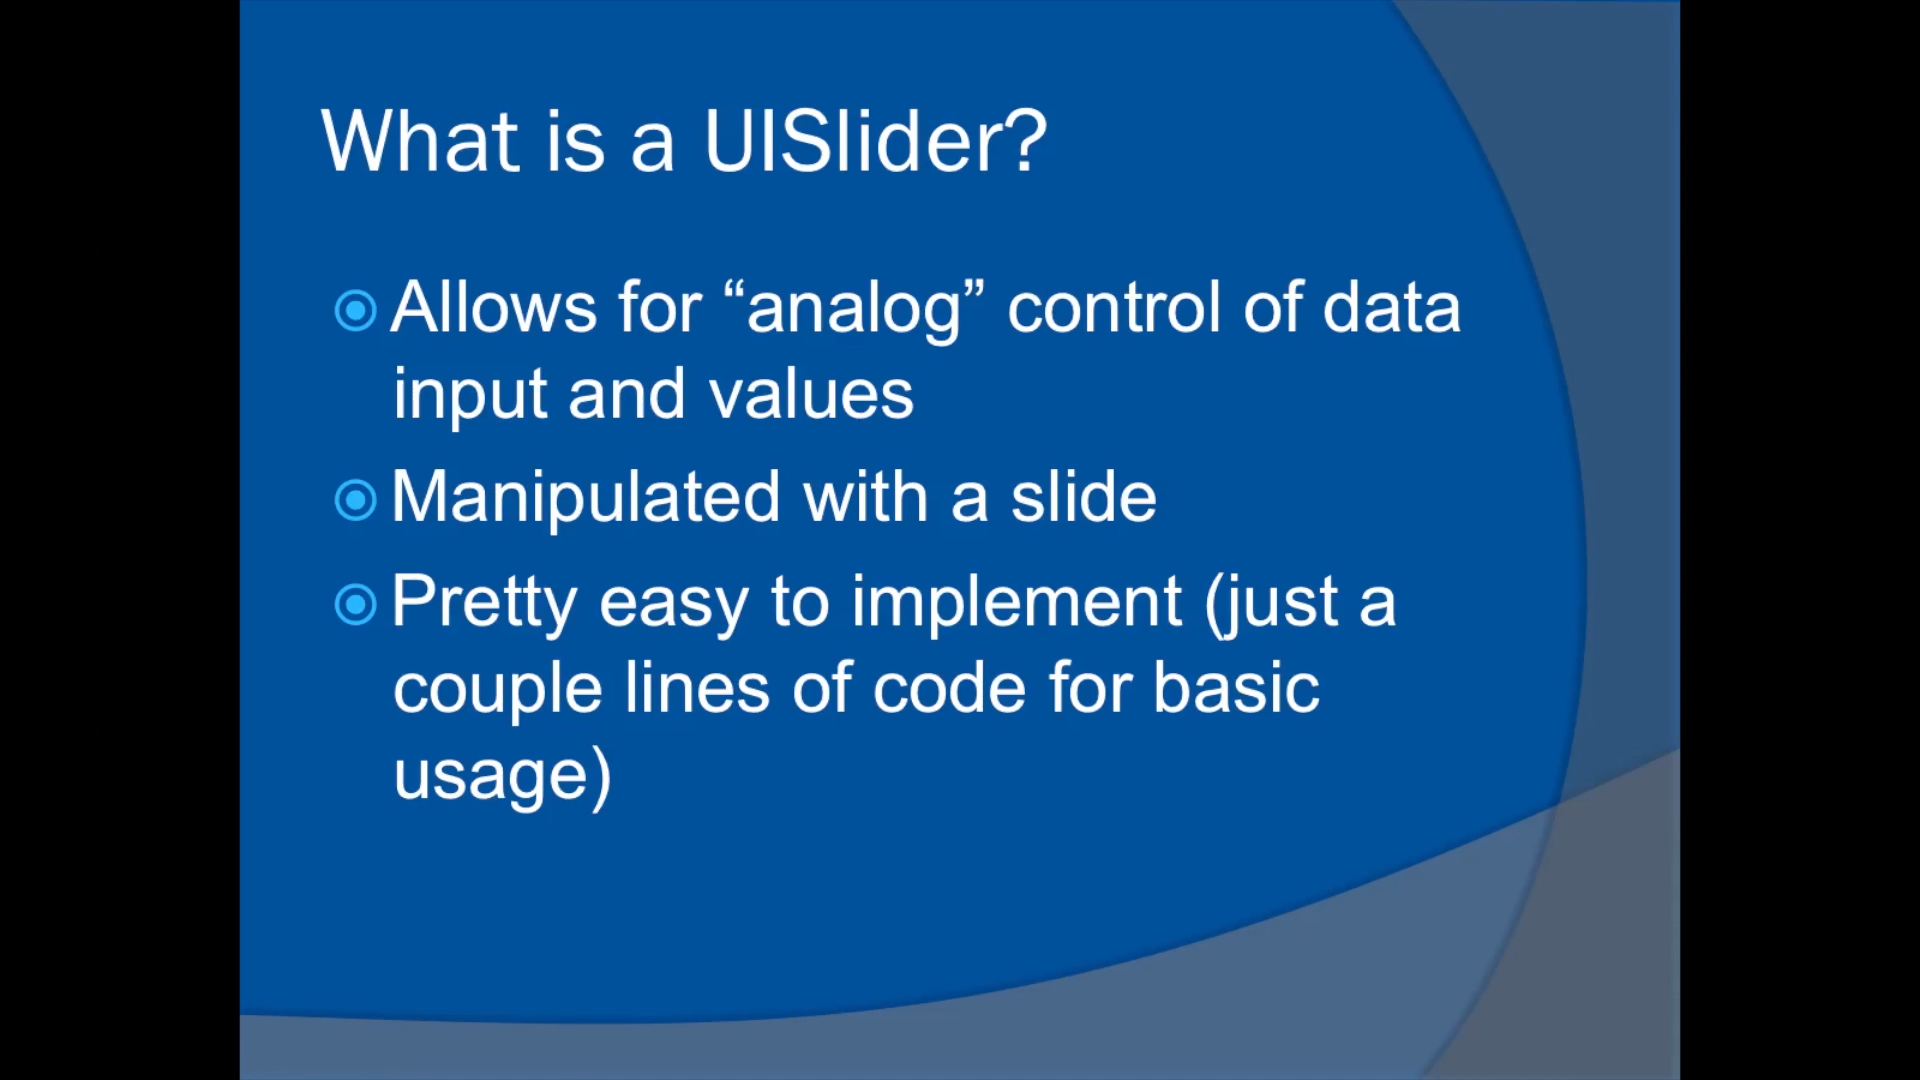 What is a UISlider?
Allows for “analog” control of data
input and values
Manipulated with a slide
Pretty easy to implement (just a
couple lines of code for basic
usage)